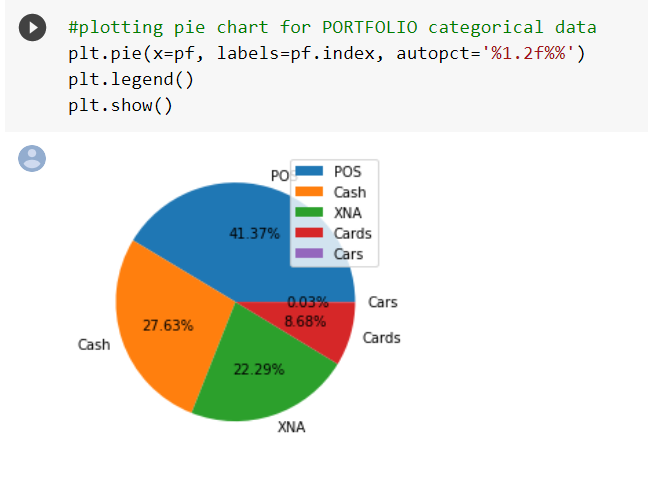 #plotting pie chart for PORTFOLIO categorical data
plt.pie(x=pf, labels=pf.index, autopct='%1.2f%%')
plt.legend()
plt.show()
POS
POS
Cash
XNA
Cards
Cars
41.37%
0.03%
Cars
8.68%
27.63%
Cards
Cash
22.29%
XNA